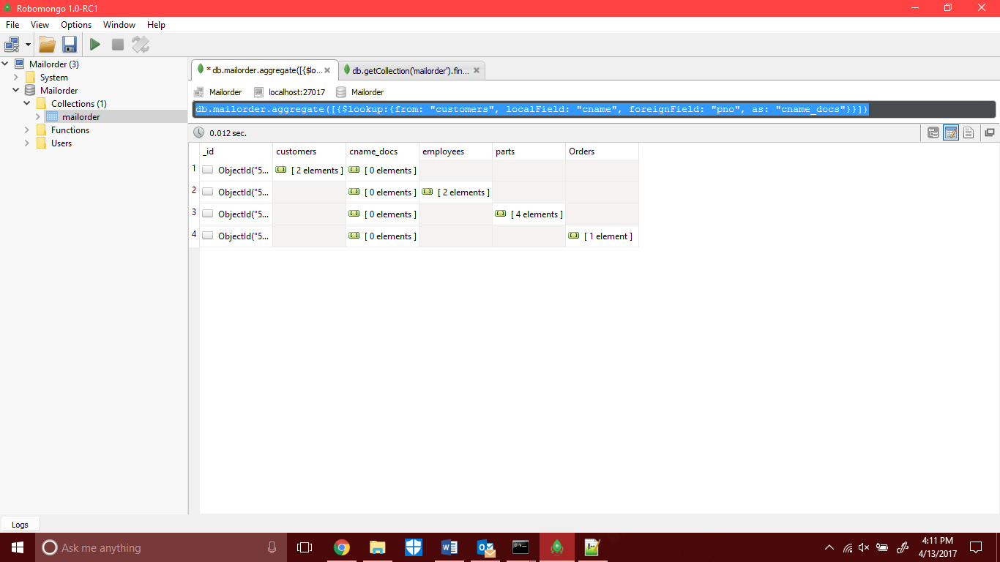 Robomongo 1.0-RC1
File View Options Window Help
Mailorder (3)
System
Mailorder
Collections (1)
mailorder
Functions
Users
* db.mailorder.aggregate([{$lo... db.getCollection('mailorder').fin...
Mailorder localhost:27017 Mailorder
db.mailorder.aggregate([{$lookup:{from: "customers", localField: "cname", foreignField: "pno", as: "cname_docs"}}])
0.012 sec.
_id customers cname_docs employees parts Orders
1 ObjectId("5... [ 2 elements ] [ 0 elements ]
2 ObjectId("5... [ 0 elements ] [ 2 elements ]
3 ObjectId("5... [ 0 elements ] [ 4 elements ]
4 ObjectId("5... [ 0 elements ] [ 1 element ]
Logs
Ask me anything
4:11 PM
4/13/2017